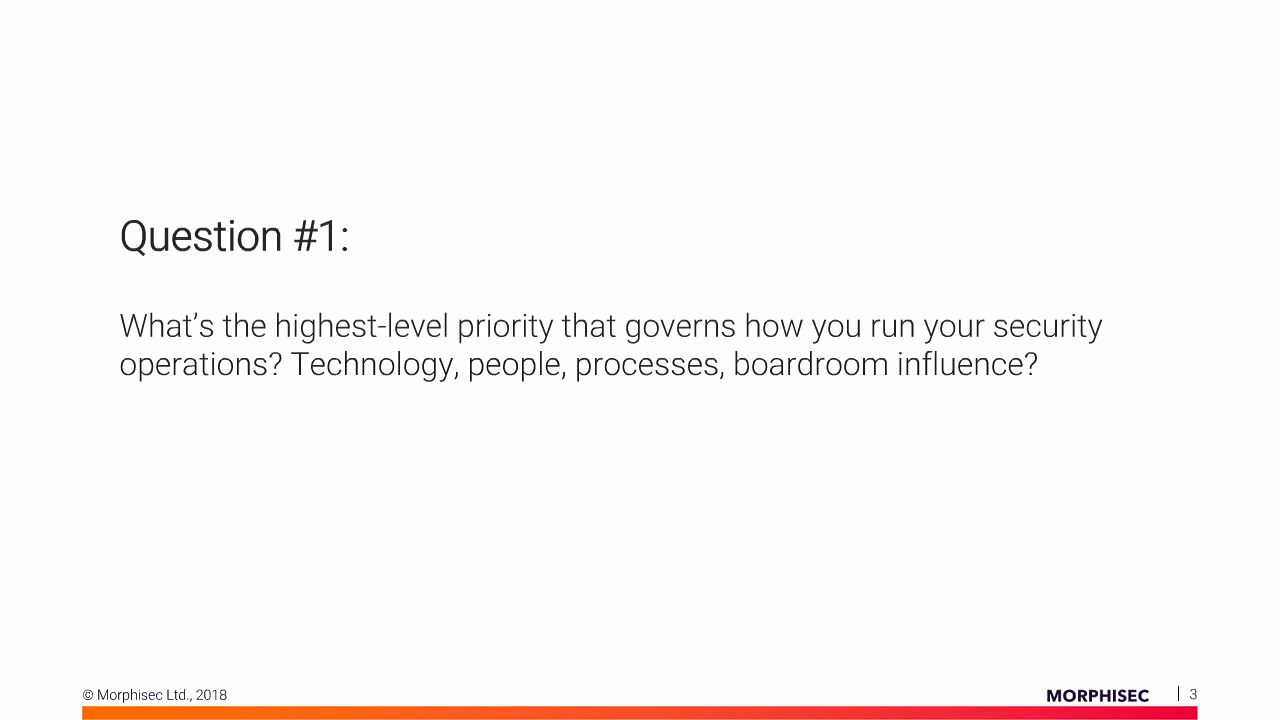 Question #1:
What’s the highest-level priority that governs how you run your security
operations? Technology, people, processes, boardroom influence?
© Morphisec Ltd., 2018
MORPHISEC
| 3